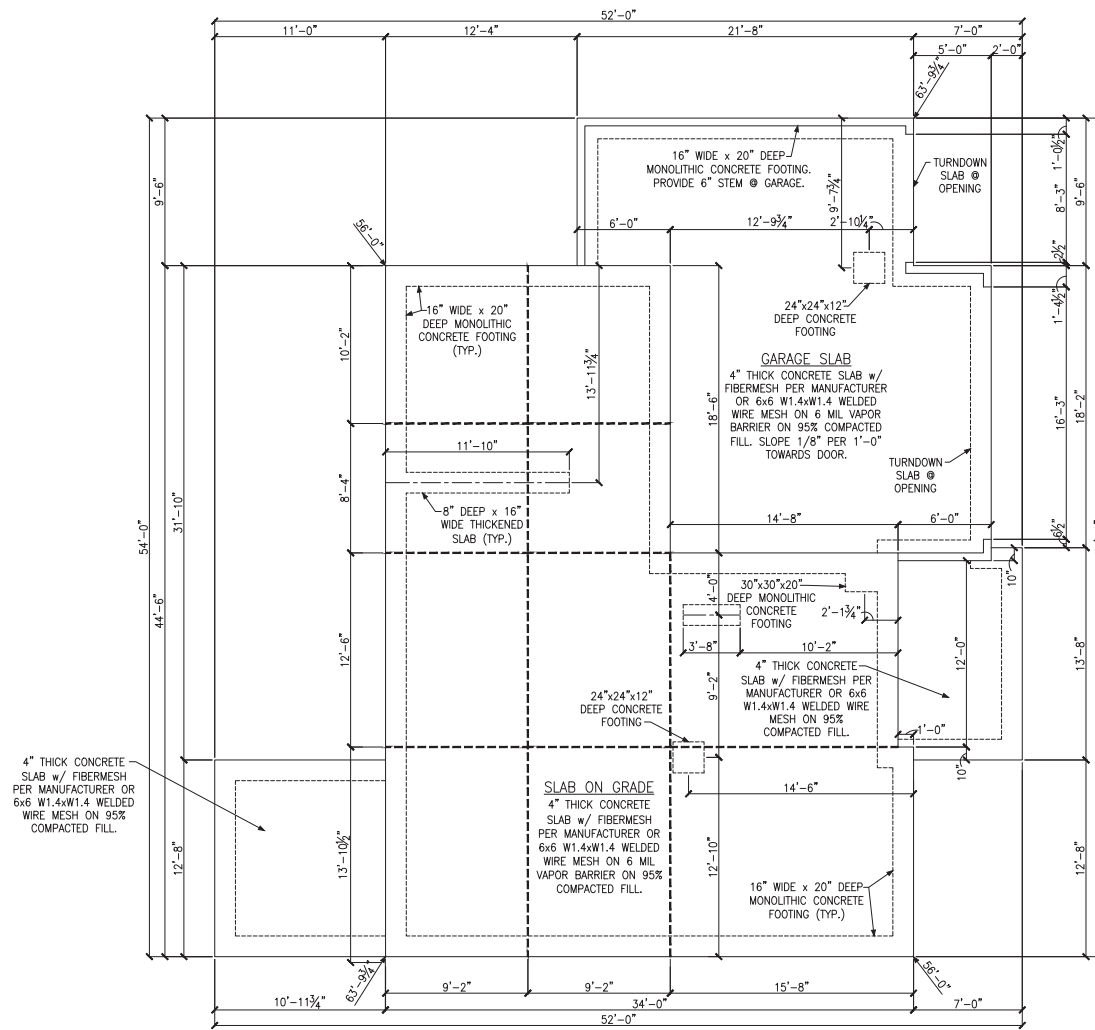 52'-0"
11'-0"
12'-4"
21'-8"
7'-0"
5'-0"
2'-0"
63'-9¾"
16" WIDE x 20" DEEP
MONOLITHIC CONCRETE FOOTING.
PROVIDE 6" STEM @ GARAGE.
TURNDOWN
SLAB @
OPENING
1'-0½"
8'-3"
9'-6"
2½"
9'-6"
9'-7¾"
6'-0"
12'-9¾"
2'-10¼"
56'-0"
16" WIDE x 20"
DEEP MONOLITHIC
CONCRETE FOOTING
(TYP.)
24"x24"x12"
DEEP CONCRETE
FOOTING
1'-4½"
10'-2"
13'-11¾"
18'-6"
GARAGE SLAB
4" THICK CONCRETE SLAB w/
FIBERMESH PER MANUFACTURER
OR 6x6 W1.4xW1.4 WELDED
WIRE MESH ON 6 MIL VAPOR
BARRIER ON 95% COMPACTED
FILL. SLOPE 1/8" PER 1'-0"
TOWARDS DOOR.
16'-3"
18'-2"
11'-10"
TURNDOWN
SLAB @
OPENING
8'-4"
8" DEEP x 16"
WIDE THICKENED
SLAB (TYP.)
14'-8"
6'-0"
6½"
10"
54'-0"
44'-6"
31'-10"
30"x30"x20"
DEEP MONOLITHIC
CONCRETE
FOOTING
4'-0"
2'-1¾"
3'-8"
10'-2"
12'-0"
13'-8"
12'-6"
9'-2"
4" THICK CONCRETE
SLAB w/ FIBERMESH PER
MANUFACTURER OR 6x6
W1.4xW1.4 WELDED WIRE
MESH ON 95%
COMPACTED FILL.
24"x24"x12"
DEEP CONCRETE
FOOTING
1'-0"
10"
4" THICK CONCRETE
SLAB w/ FIBERMESH
PER MANUFACTURER OR
6x6 W1.4xW1.4 WELDED
WIRE MESH ON 95%
COMPACTED FILL.
SLAB ON GRADE
4" THICK CONCRETE
SLAB w/ FIBERMESH
PER MANUFACTURER OR
6x6 W1.4xW1.4 WELDED
WIRE MESH ON 6 MIL
VAPOR BARRIER ON 95%
COMPACTED FILL.
14'-6"
12'-8"
13'-10½"
12'-10"
12'-8"
16" WIDE x 20" DEEP
MONOLITHIC CONCRETE
FOOTING (TYP.)
63'-9¾"
56'-0"
9'-2"
9'-2"
15'-8"
10'-11¾"
34'-0"
7'-0"
52'-0"